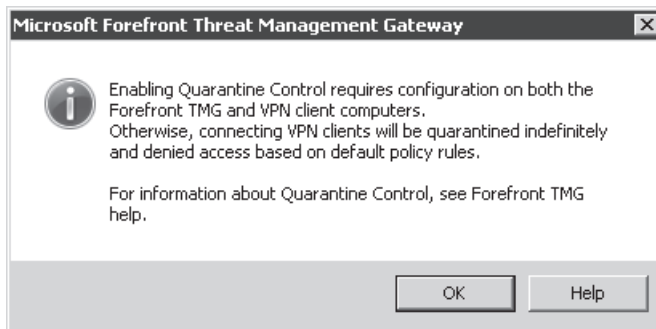 Microsoft Forefront Threat Management Gateway
Enabling Quarantine Control requires configuration on both the
Forefront TMG and VPN client computers.
Otherwise, connecting VPN clients will be quarantined indefinitely
and denied access based on default policy rules.
For information about Quarantine Control, see Forefront TMG
help.
OK
Help